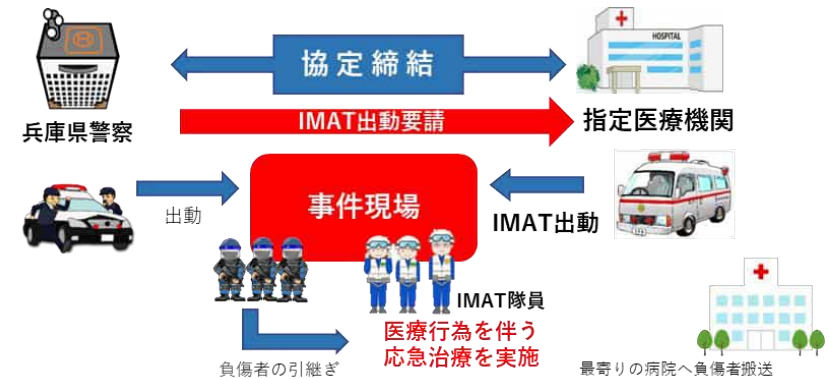 協定締結
HOSPITAL
兵庫県警察
IMAT出動要請
指定医療機関
出動
事件現場
IMAT出動
IMAT隊員
医療行為を伴う
応急治療を実施
負傷者の引継ぎ
最寄りの病院へ負傷者搬送